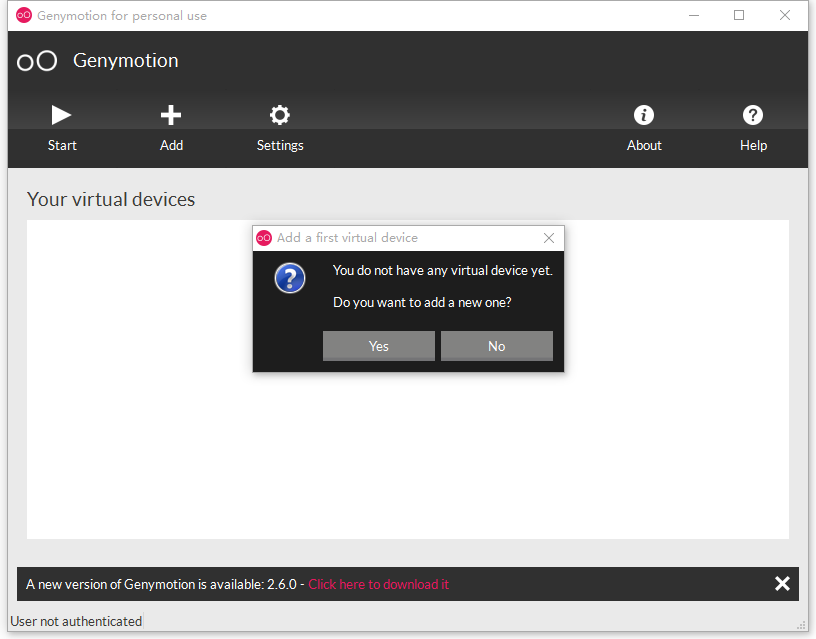 Genymotion for personal use
Genymotion
Start Add Settings About Help
Your virtual devices
Add a first virtual device
You do not have any virtual device yet.
Do you want to add a new one?
Yes No
A new version of Genymotion is available: 2.6.0 - Click here to download it
User not authenticated